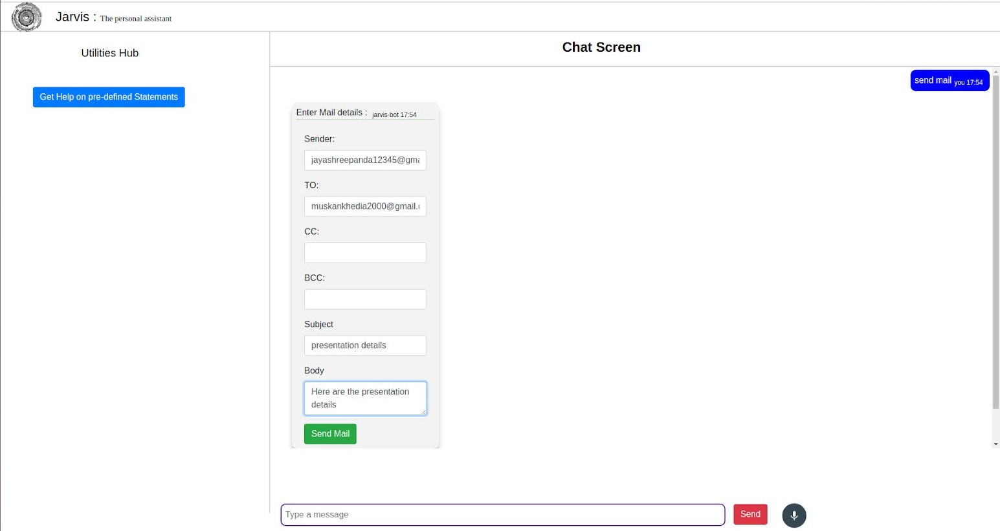 Jarvis : The personal assistant
Utilities Hub
Get Help on pre-defined Statements
Chat Screen
send mail you 17:54
Enter Mail details : jarvis-bot 17:54
Sender:
jayashreepanda12345@gma
TO:
muskankhedia2000@gmail.c
CC:
BCC:
Subject
presentation details
Body
Here are the presentation
details
Send Mail
Type a message
Send